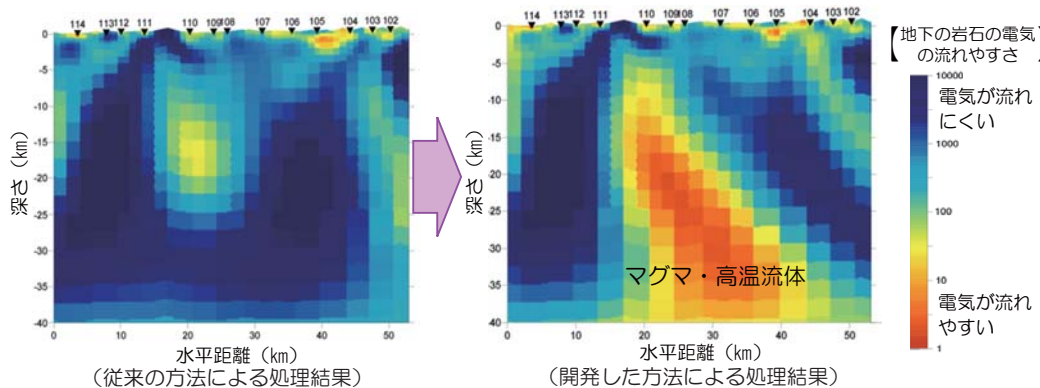 114 113 112 111 110 109 108 107 106 105 104 103 102
0
-5
-10
-15
-20
-25
-30
-35
-40
深さ（㎞）
0 10 20 30 40 50
水平距離（㎞）
（従来の方法による処理結果）
114 113 112 111 110 109 108 107 106 105 104 103 102
0
-5
-10
-15
-20
-25
-30
-35
-40
深さ（㎞）
マグマ・高温流体
0 10 20 30 40 50
水平距離（㎞）
（開発した方法による処理結果）
【地下の岩石の電気
の流れやすさ】
10000
1000
100
10
1
電気が流れ
にくい
電気が流れ
やすい